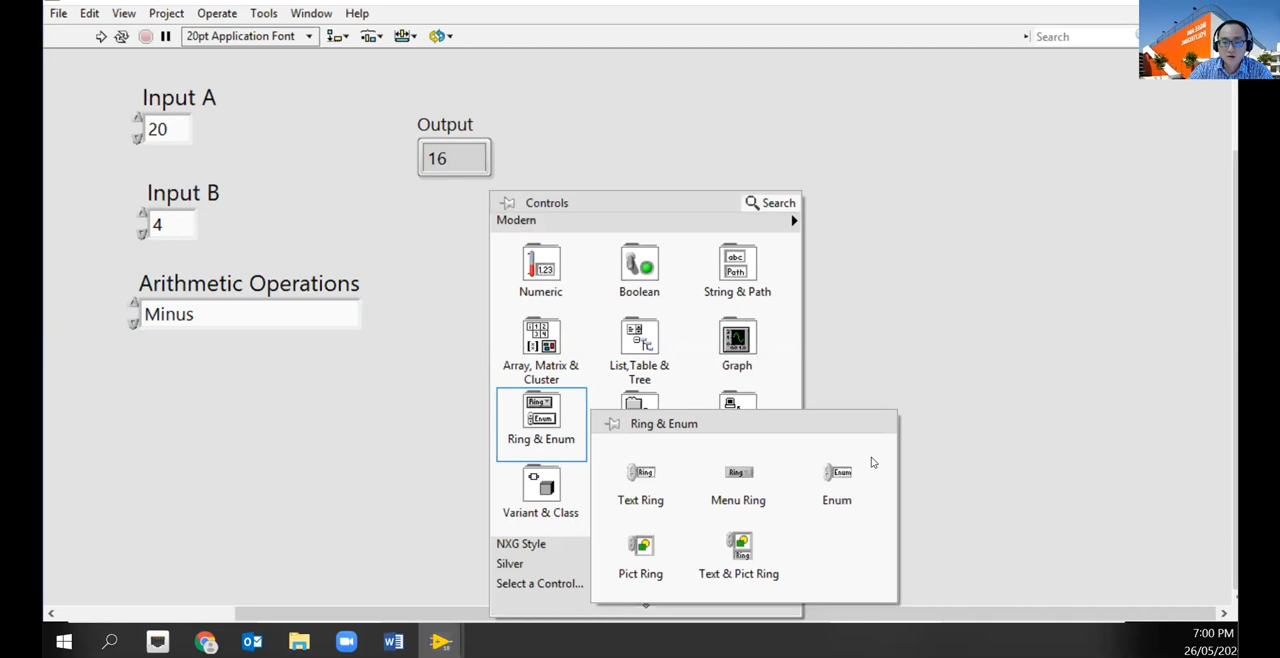 File Edit View Project Operate Tools Window Help
20pt Application Font
Search
Input A
20
Output
16
Input B
4
Controls
Search
Modern
Numeric
Boolean
String & Path
Arithmetic Operations
Minus
Array, Matrix &
Cluster
List,Table &
Tree
Graph
Ring & Enum
Ring & Enum
Text Ring
Menu Ring
Enum
Variant & Class
Pict Ring
Text & Pict Ring
NXG Style
Silver
Select a Control...
7:00 PM
26/05/202